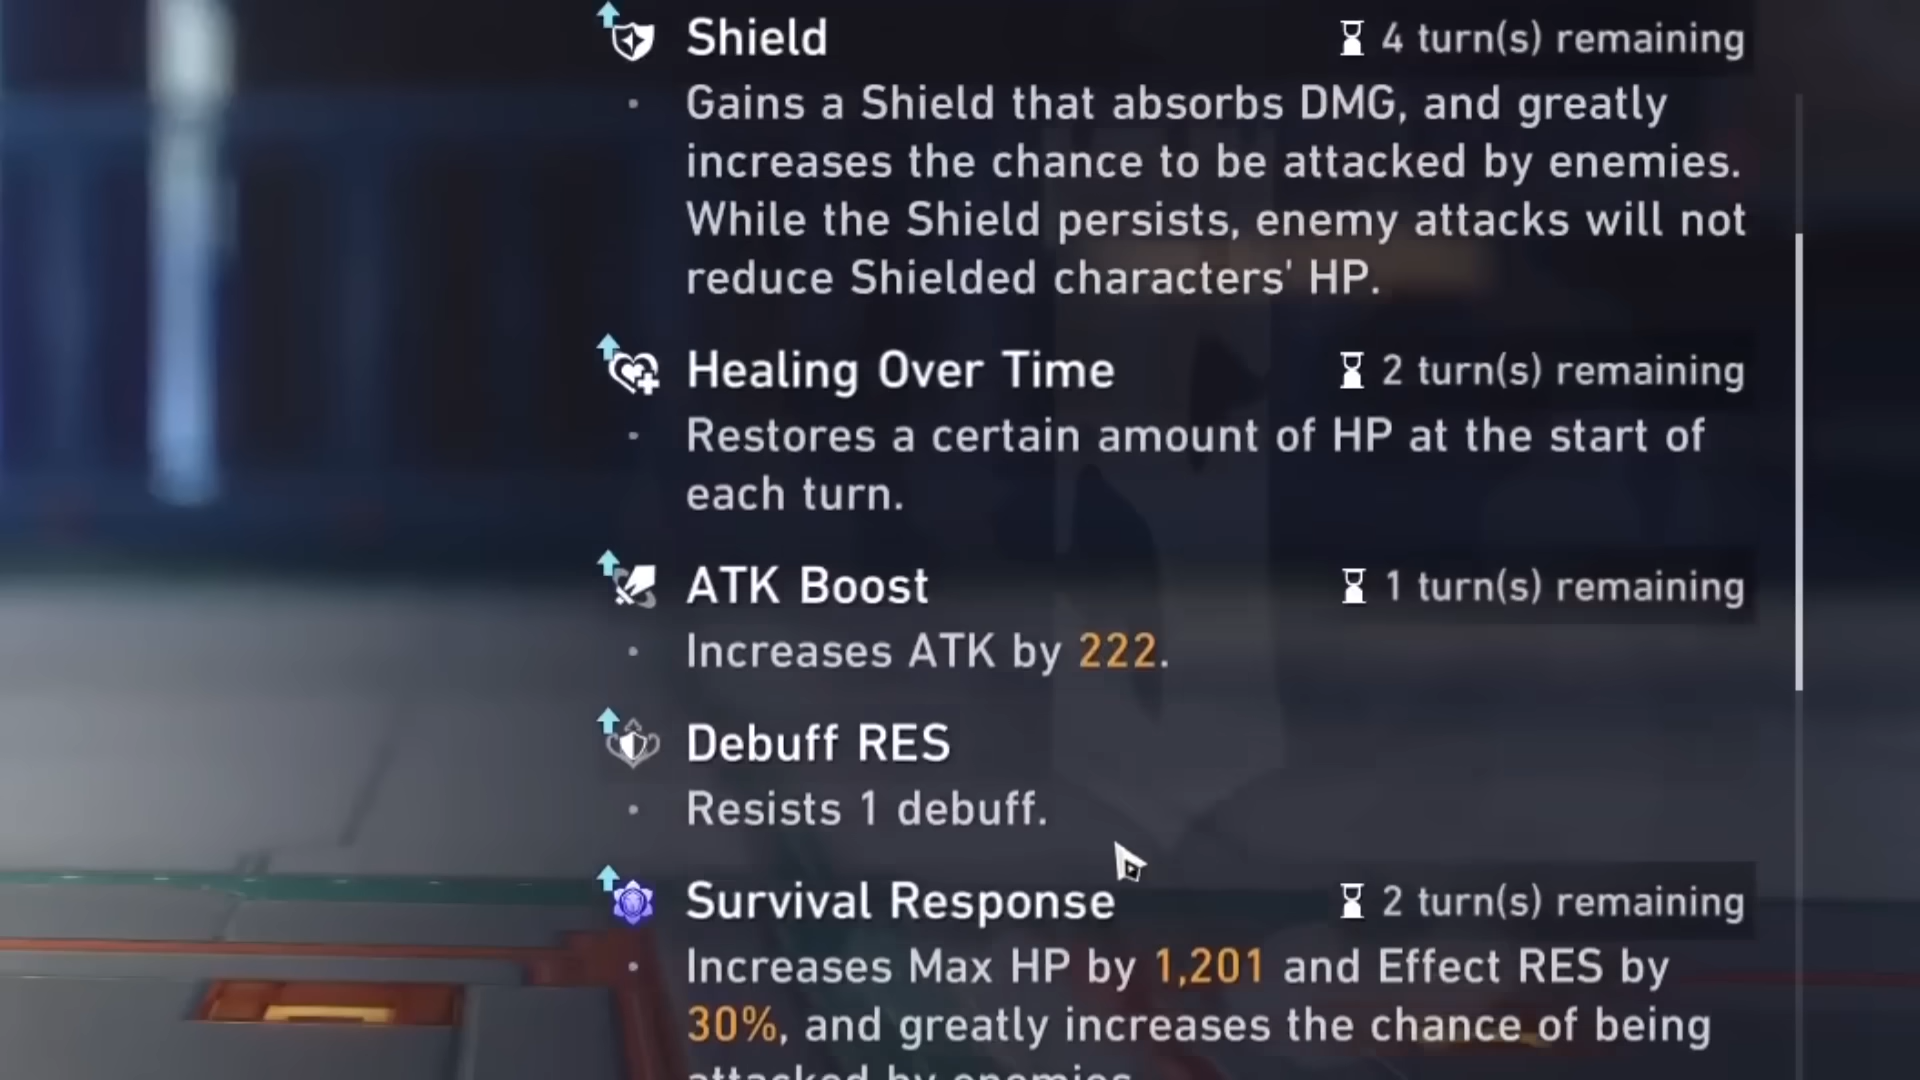 Shield 4 turn(s) remaining
· Gains a Shield that absorbs DMG, and greatly
increases the chance to be attacked by enemies.
While the Shield persists, enemy attacks will not
reduce Shielded characters' HP.
Healing Over Time 2 turn(s) remaining
· Restores a certain amount of HP at the start of
each turn.
ATK Boost 1 turn(s) remaining
· Increases ATK by 222.
Debuff RES
· Resists 1 debuff.
Survival Response 2 turn(s) remaining
· Increases Max HP by 1,201 and Effect RES by
30%, and greatly increases the chance of being
attacked by enemies.